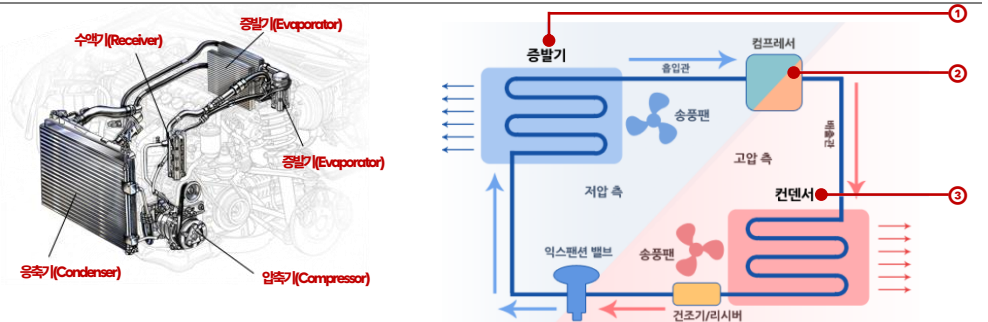 증발기(Evaporator)
수액기(Receiver)
증발기(Evaporator)
응축기(Condenser)
압축기(Compressor)
①
증발기
컴프레서
흡입관
②
송풍팬
배출관
고압 측
저압 측
컨덴서
③
익스팬션 밸브
송풍팬
건조기/리시버